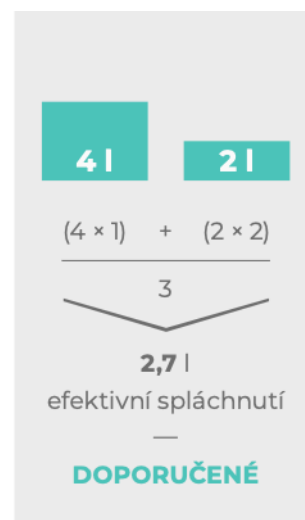 4 l 2 l
(4 × 1) + (2 × 2)
3
2,7 l
efektivní spláchnutí
—
DOPORUČENÉ